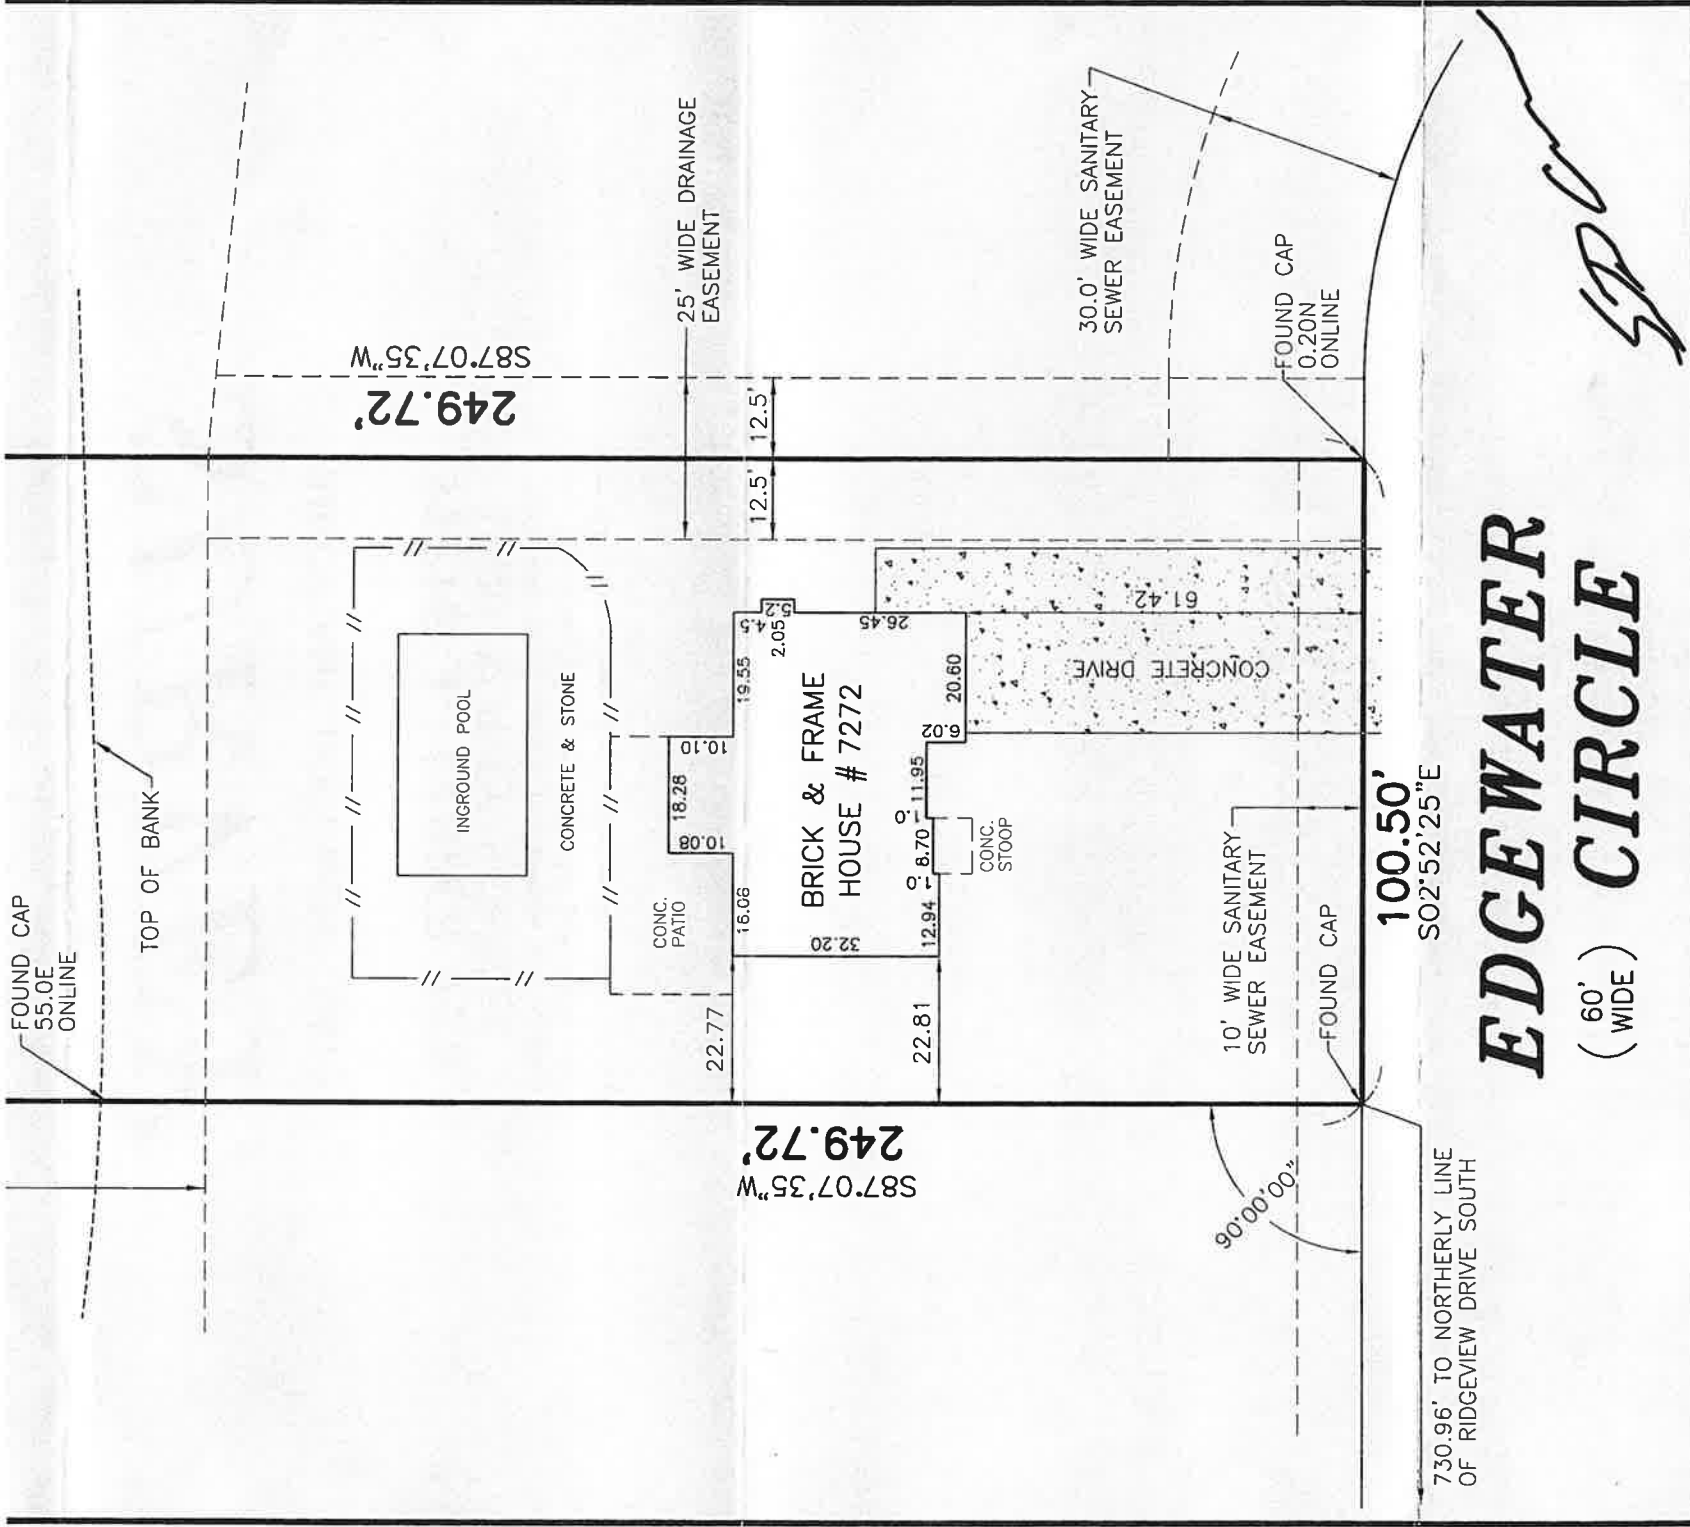 FOUND CAP
55.0E
ONLINE
TOP OF BANK
S87°07'35"W
249.72'
25' WIDE DRAINAGE
EASEMENT
12.5'
12.5'
30.0' WIDE SANITARY
SEWER EASEMENT
FOUND CAP
0.20N
ONLINE
INGROUND POOL
CONCRETE & STONE
CONC.
PATIO
10.08
18.28
10.10
16.06
19.55
4.5
5.2
2.05
26.45
BRICK & FRAME
HOUSE # 7272
32.20
12.94
1.0
8.70
1.0
11.95
6.02
20.60
61.42
CONC.
STOOP
CONCRETE DRIVE
22.77
22.81
249.72'
S87°07'35"W
10' WIDE SANITARY
SEWER EASEMENT
FOUND CAP
90°00'00"
100.50'
S02°52'25"E
730.96' TO NORTHERLY LINE
OF RIDGEVIEW DRIVE SOUTH
EDGEWATER
CIRCLE
( 60'
WIDE )